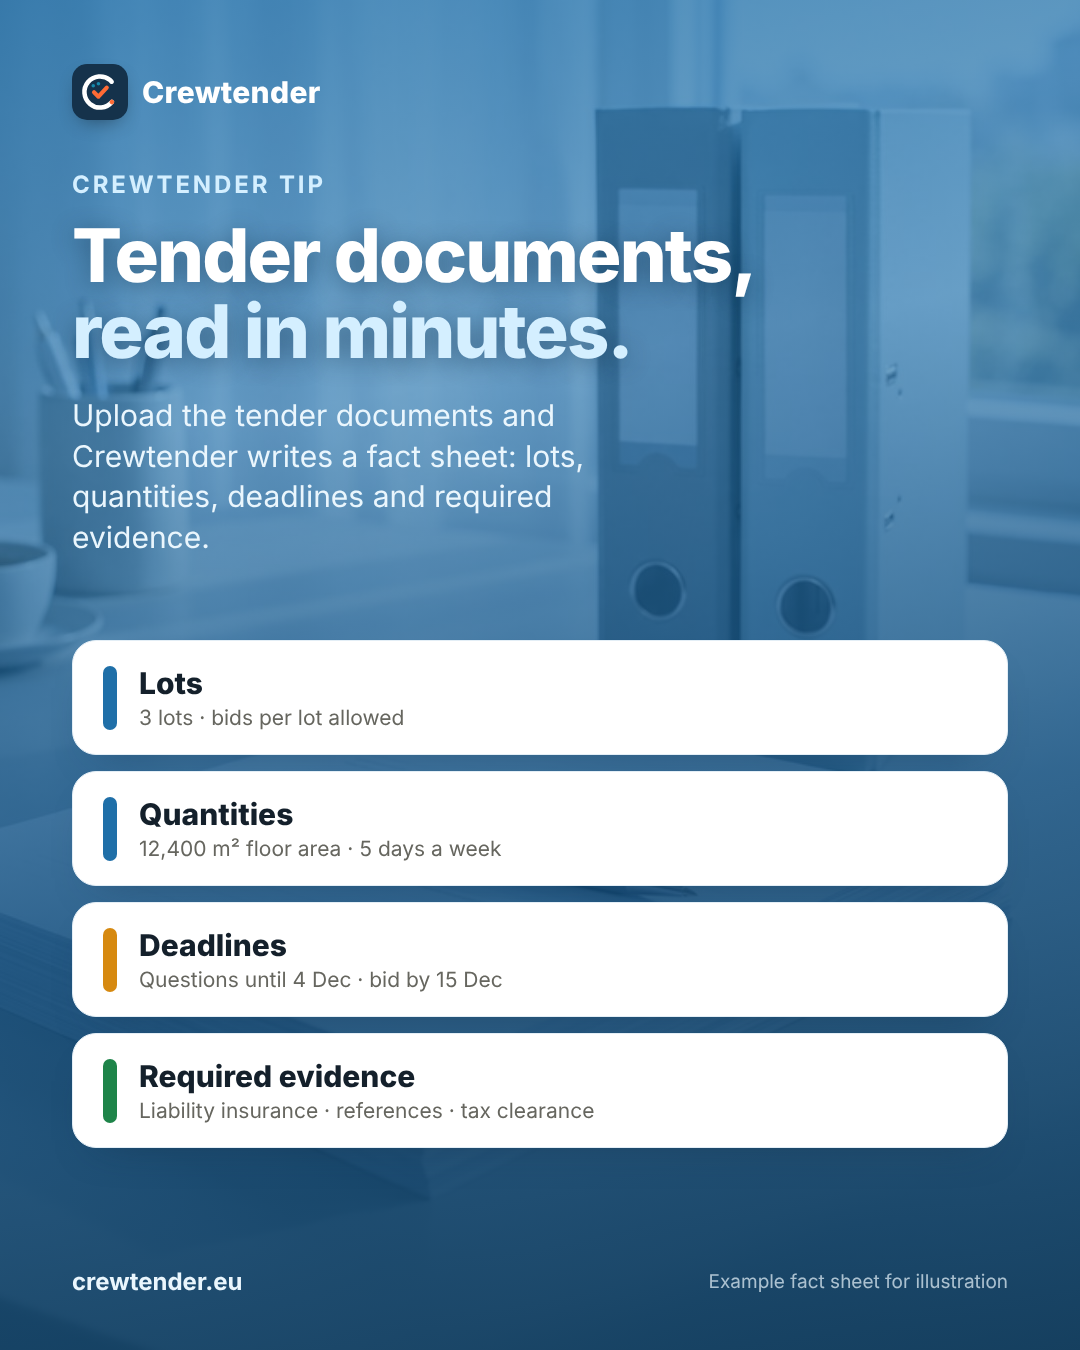 Crewtender
CREWTENDER TIP
Tender documents,
read in minutes.
Upload the tender documents and
Crewtender writes a fact sheet: lots,
quantities, deadlines and required
evidence.
Lots
3 lots · bids per lot allowed
Quantities
12,400 m² floor area · 5 days a week
Deadlines
Questions until 4 Dec · bid by 15 Dec
Required evidence
Liability insurance · references · tax clearance
crewtender.eu
Example fact sheet for illustration